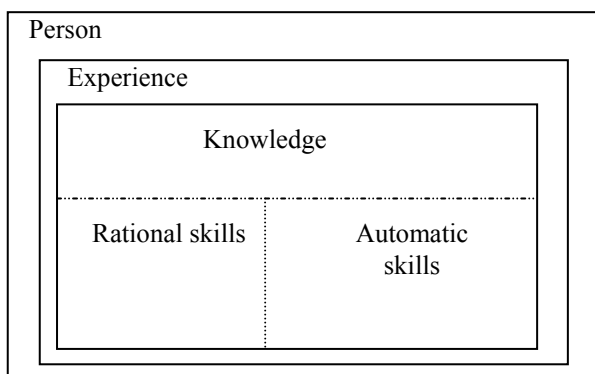 Person
Experience
Knowledge
Rational skills
Automatic
skills